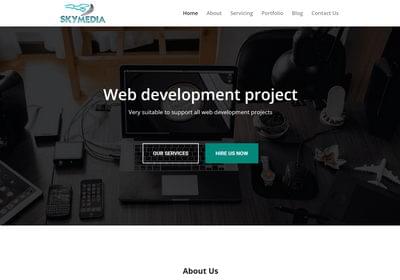 SKYMEDIA
Home About Servicing Portfolio Blog Contact Us
Web development project
Very suitable to support all web development projects
OUR SERVICES HIRE US NOW
About Us